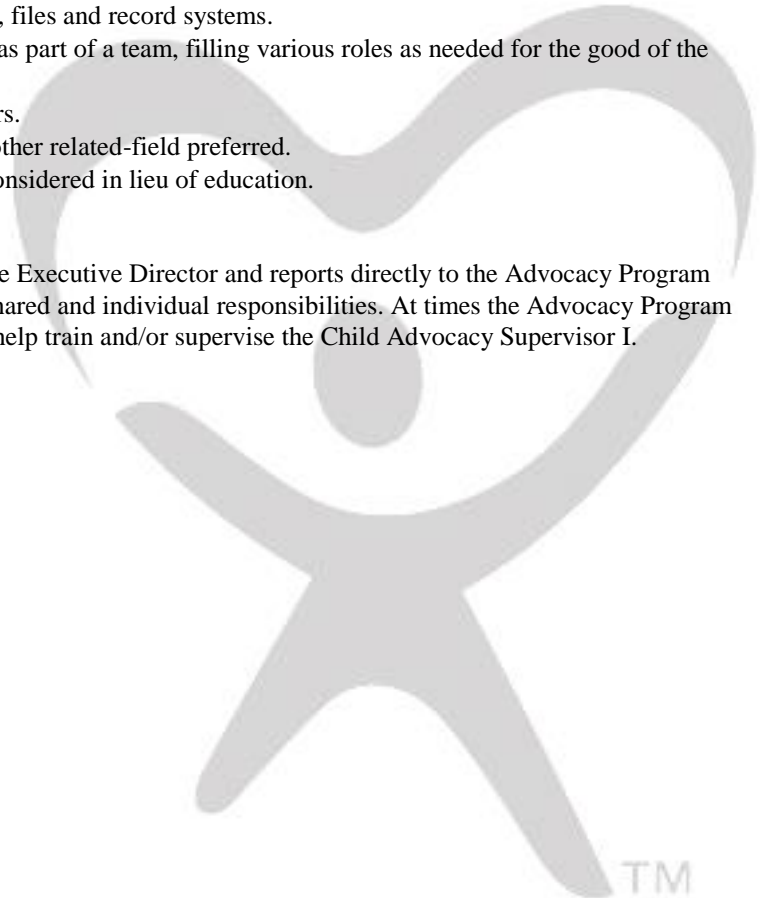 , files and record systems.
as part of a team, filling various roles as needed for the good of the
rs.
other related-field preferred.
onsidered in lieu of education.
e Executive Director and reports directly to the Advocacy Program
hared and individual responsibilities. At times the Advocacy Program
help train and/or supervise the Child Advocacy Supervisor I.
TM